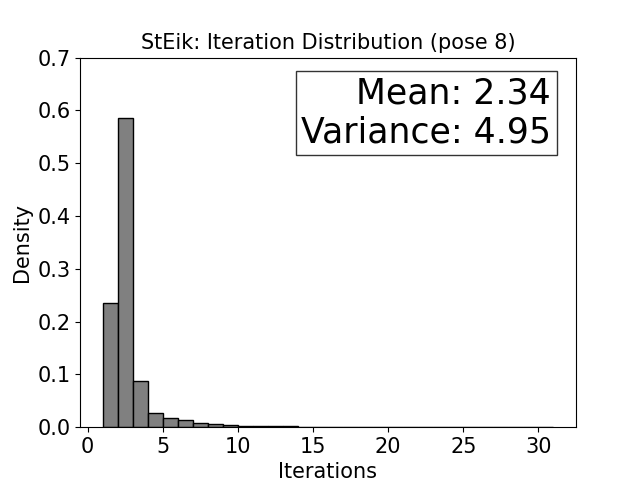 StEik: Iteration Distribution (pose 8)
Mean: 2.34
Variance: 4.95
0.7
0.6
0.5
0.4
0.3
0.2
0.1
0.0
Density
0 5 10 15 20 25 30
Iterations